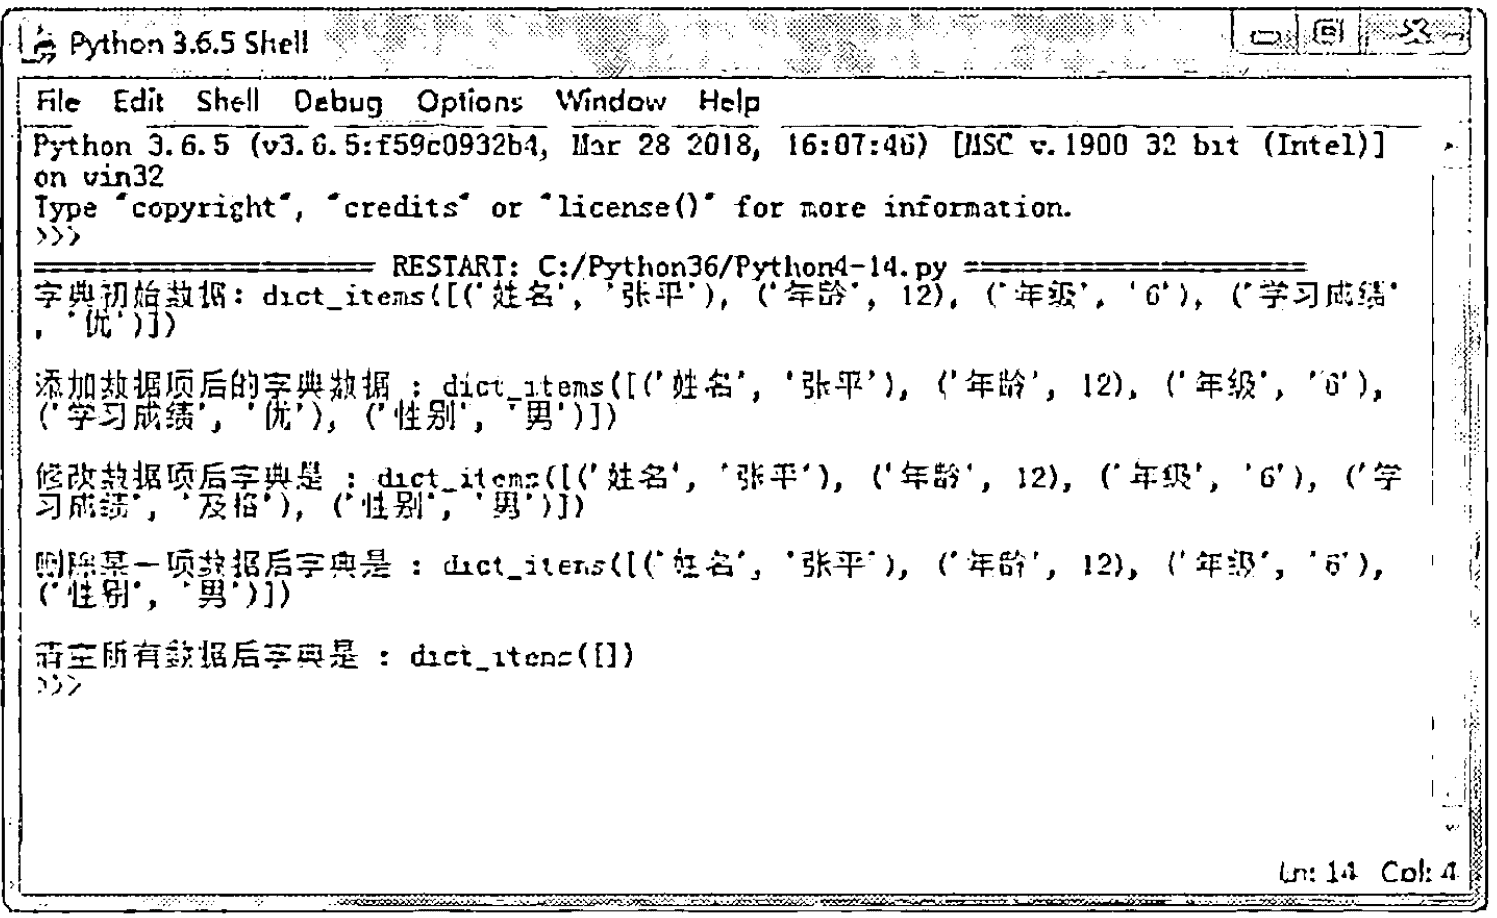 Python 3.6.5 Shell
File Edit Shell Debug Options Window Help
Python 3.6.5 (v3.6.5:f59c0932b4, Mar 28 2018, 16:07:46) [MSC v.1900 32 bit (Intel)]
on win32
Type "copyright", "credits" or "license()" for more information.
>>>
===================== RESTART: C:/Python36/Python4-14.py =====================
字典初始数据: dict_items([('姓名', '张平'), ('年龄', 12), ('年级', '6'), ('学习成绩'
, '优')])
添加数据项后的字典数据 : dict_items([('姓名', '张平'), ('年龄', 12), ('年级', '6'),
('学习成绩', '优'), ('性别', '男')])
修改数据项后字典是 : dict_items([('姓名', '张平'), ('年龄', 12), ('年级', '6'), ('学
习成绩', '及格'), ('性别', '男')])
删除某一项数据后字典是 : dict_items([('姓名', '张平'), ('年龄', 12), ('年级', '6'),
('性别', '男')])
清空所有数据后字典是 : dict_items([])
>>>
Ln: 14 Col: 4